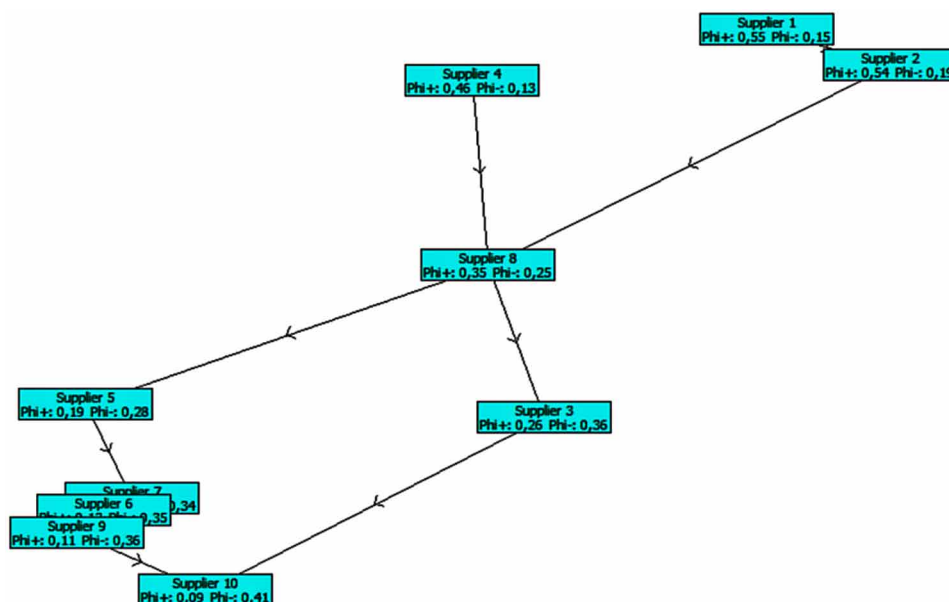 Supplier 1
Phi+: 0,55 Phi-: 0,15
Supplier 2
Phi+: 0,54 Phi-: 0,19
Supplier 4
Phi+: 0,46 Phi-: 0,13
Supplier 8
Phi+: 0,35 Phi-: 0,25
Supplier 5
Phi+: 0,19 Phi-: 0,28
Supplier 3
Phi+: 0,26 Phi-: 0,36
Supplier 7
0,34
Supplier 6
0,35
Supplier 9
Phi+: 0,11 Phi-: 0,36
Supplier 10
Phi+: 0,09 Phi-: 0,41